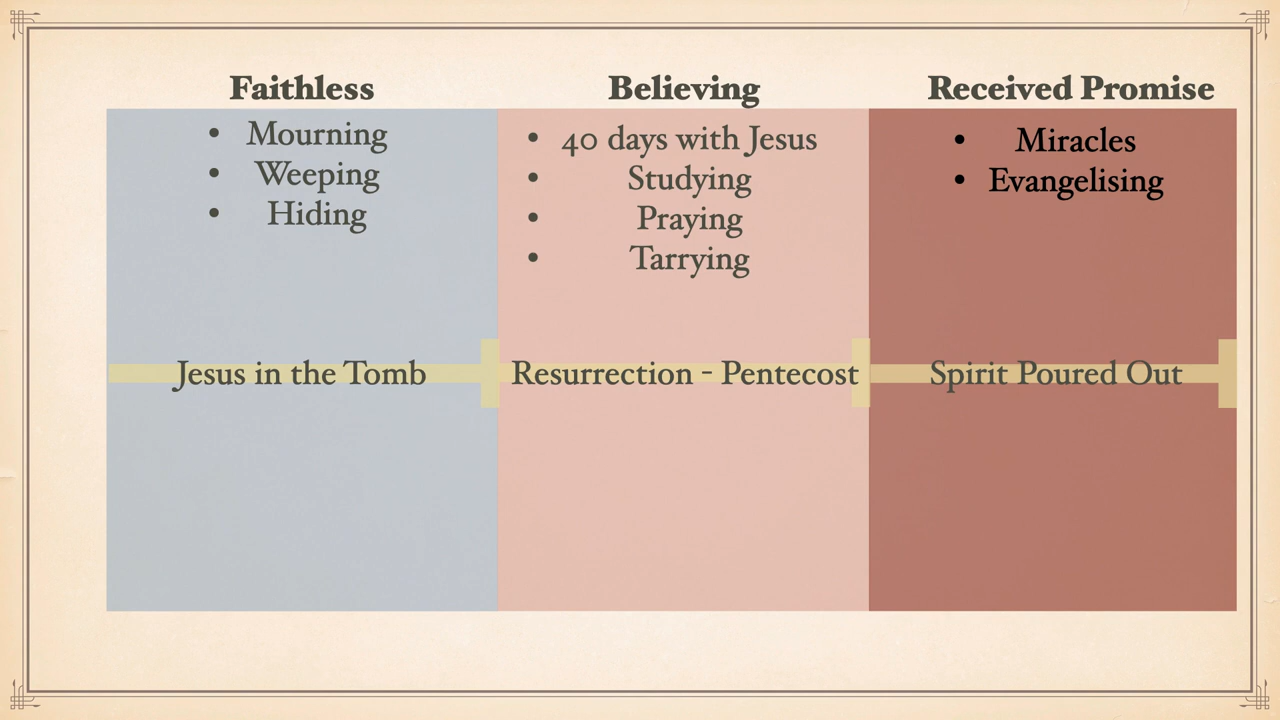 Faithless
• Mourning
• Weeping
• Hiding
Jesus in the Tomb
Believing
• 40 days with Jesus
• Studying
• Praying
• Tarrying
Resurrection - Pentecost
Received Promise
• Miracles
• Evangelising
Spirit Poured Out